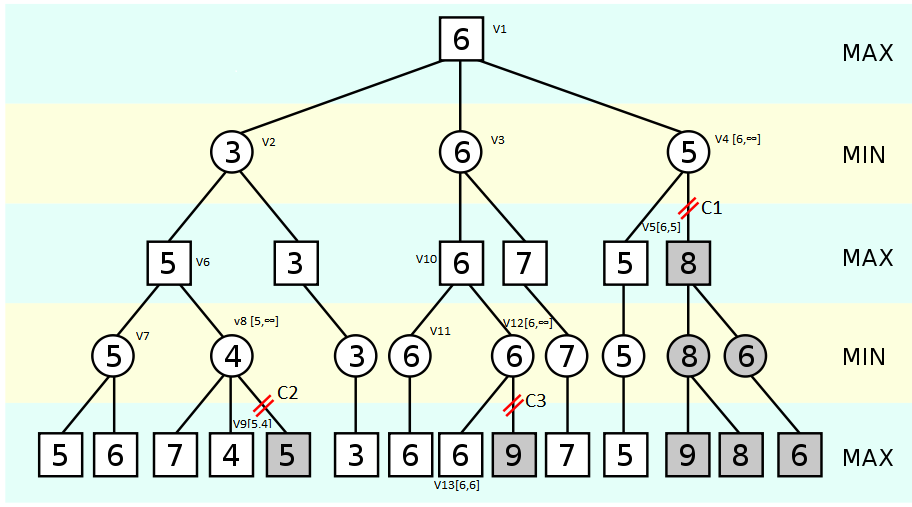 6 V1
MAX
3 V2
6 V3
5 V4 [6,∞]
MIN
C1
V5[6,5]
5 V6
3
V10 6
7
5
8
MAX
v8 [5,∞]
V12[6,∞]
V11
V7
5
4
3
6
6
7
5
8
6
MIN
C2
C3
V9[5,4]
5
6
7
4
5
3
6
6
9
7
5
9
8
6
MAX
V13[6,6]